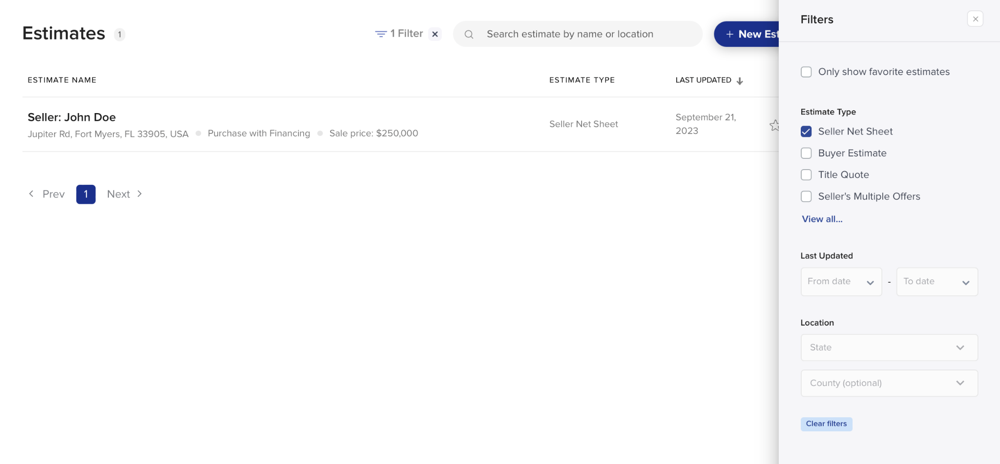 Estimates 1
1 Filter
Search estimate by name or location
+ New Est
ESTIMATE NAME
ESTIMATE TYPE
LAST UPDATED
Seller: John Doe
Jupiter Rd, Fort Myers, FL 33905, USA
Purchase with Financing
Sale price: $250,000
Seller Net Sheet
September 21,
2023
Prev
1
Next
Filters
Only show favorite estimates
Estimate Type
Seller Net Sheet
Buyer Estimate
Title Quote
Seller's Multiple Offers
View all...
Last Updated
From date
-
To date
Location
State
County (optional)
Clear filters